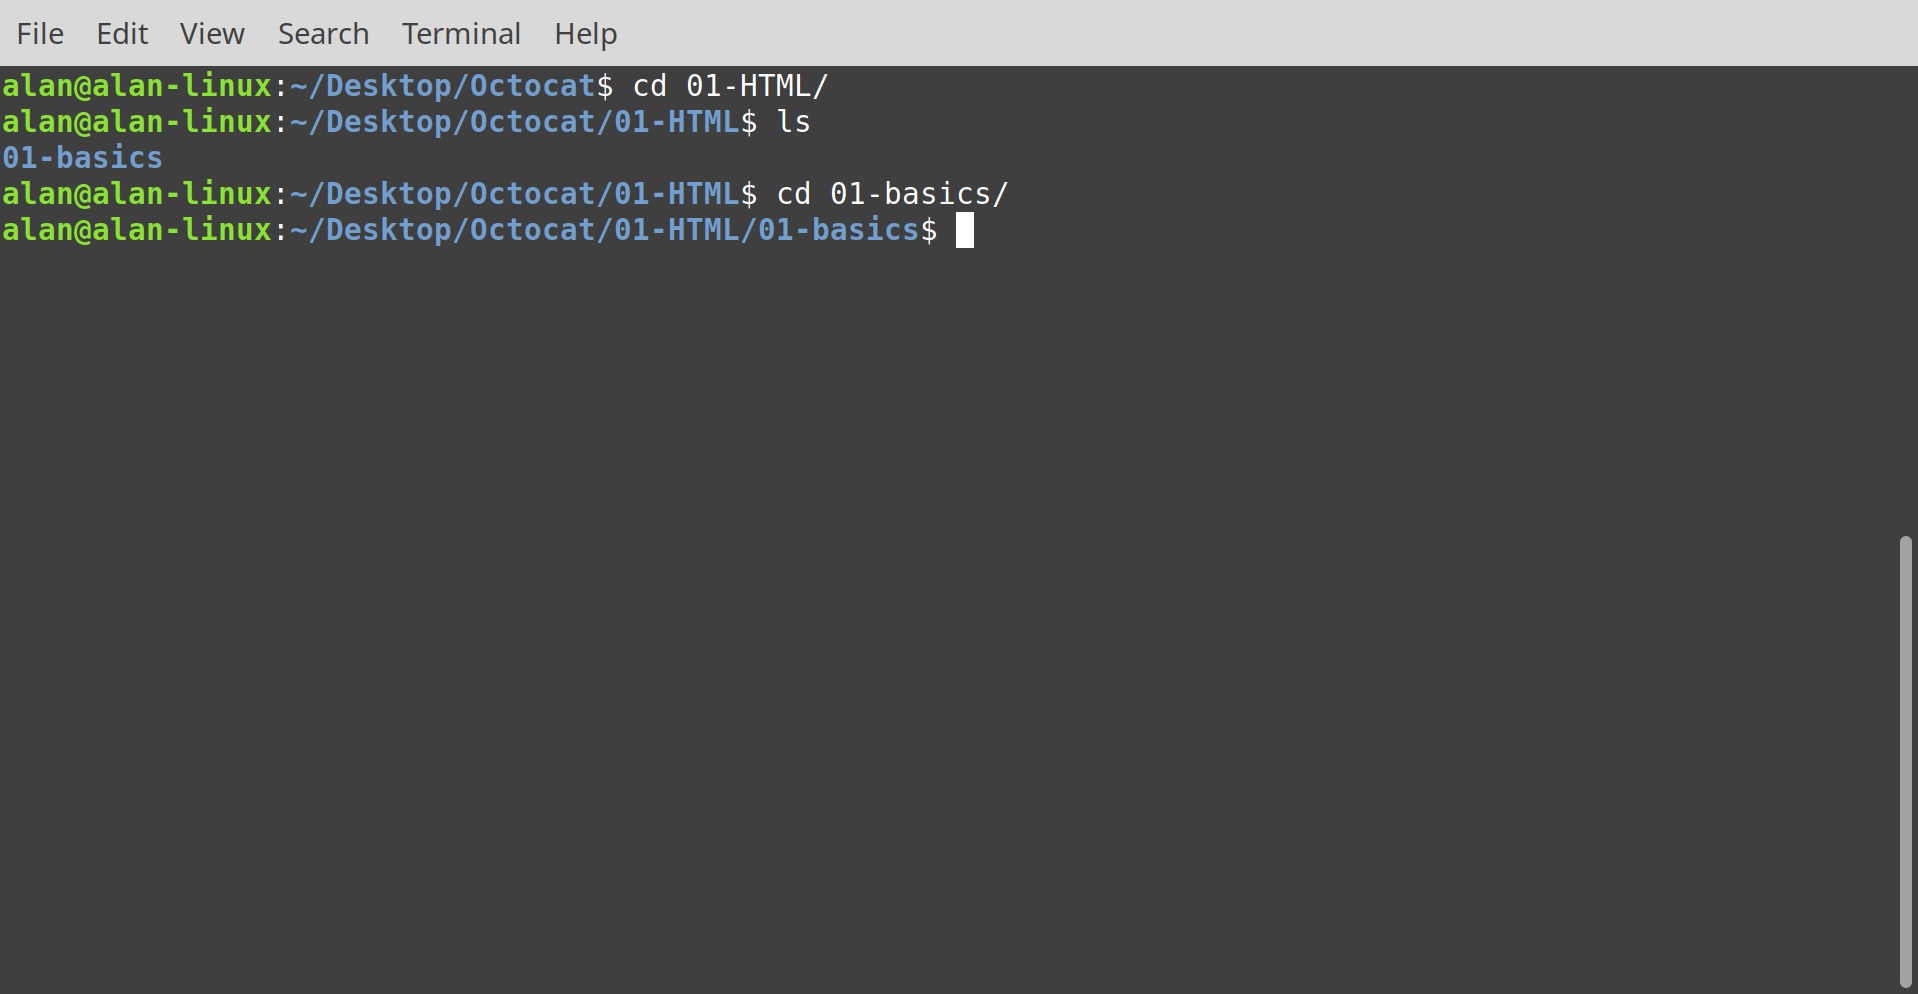 File Edit View Search Terminal Help
alan@alan-linux:~/Desktop/Octocat$ cd 01-HTML/
alan@alan-linux:~/Desktop/Octocat/01-HTML$ ls
01-basics
alan@alan-linux:~/Desktop/Octocat/01-HTML$ cd 01-basics/
alan@alan-linux:~/Desktop/Octocat/01-HTML/01-basics$